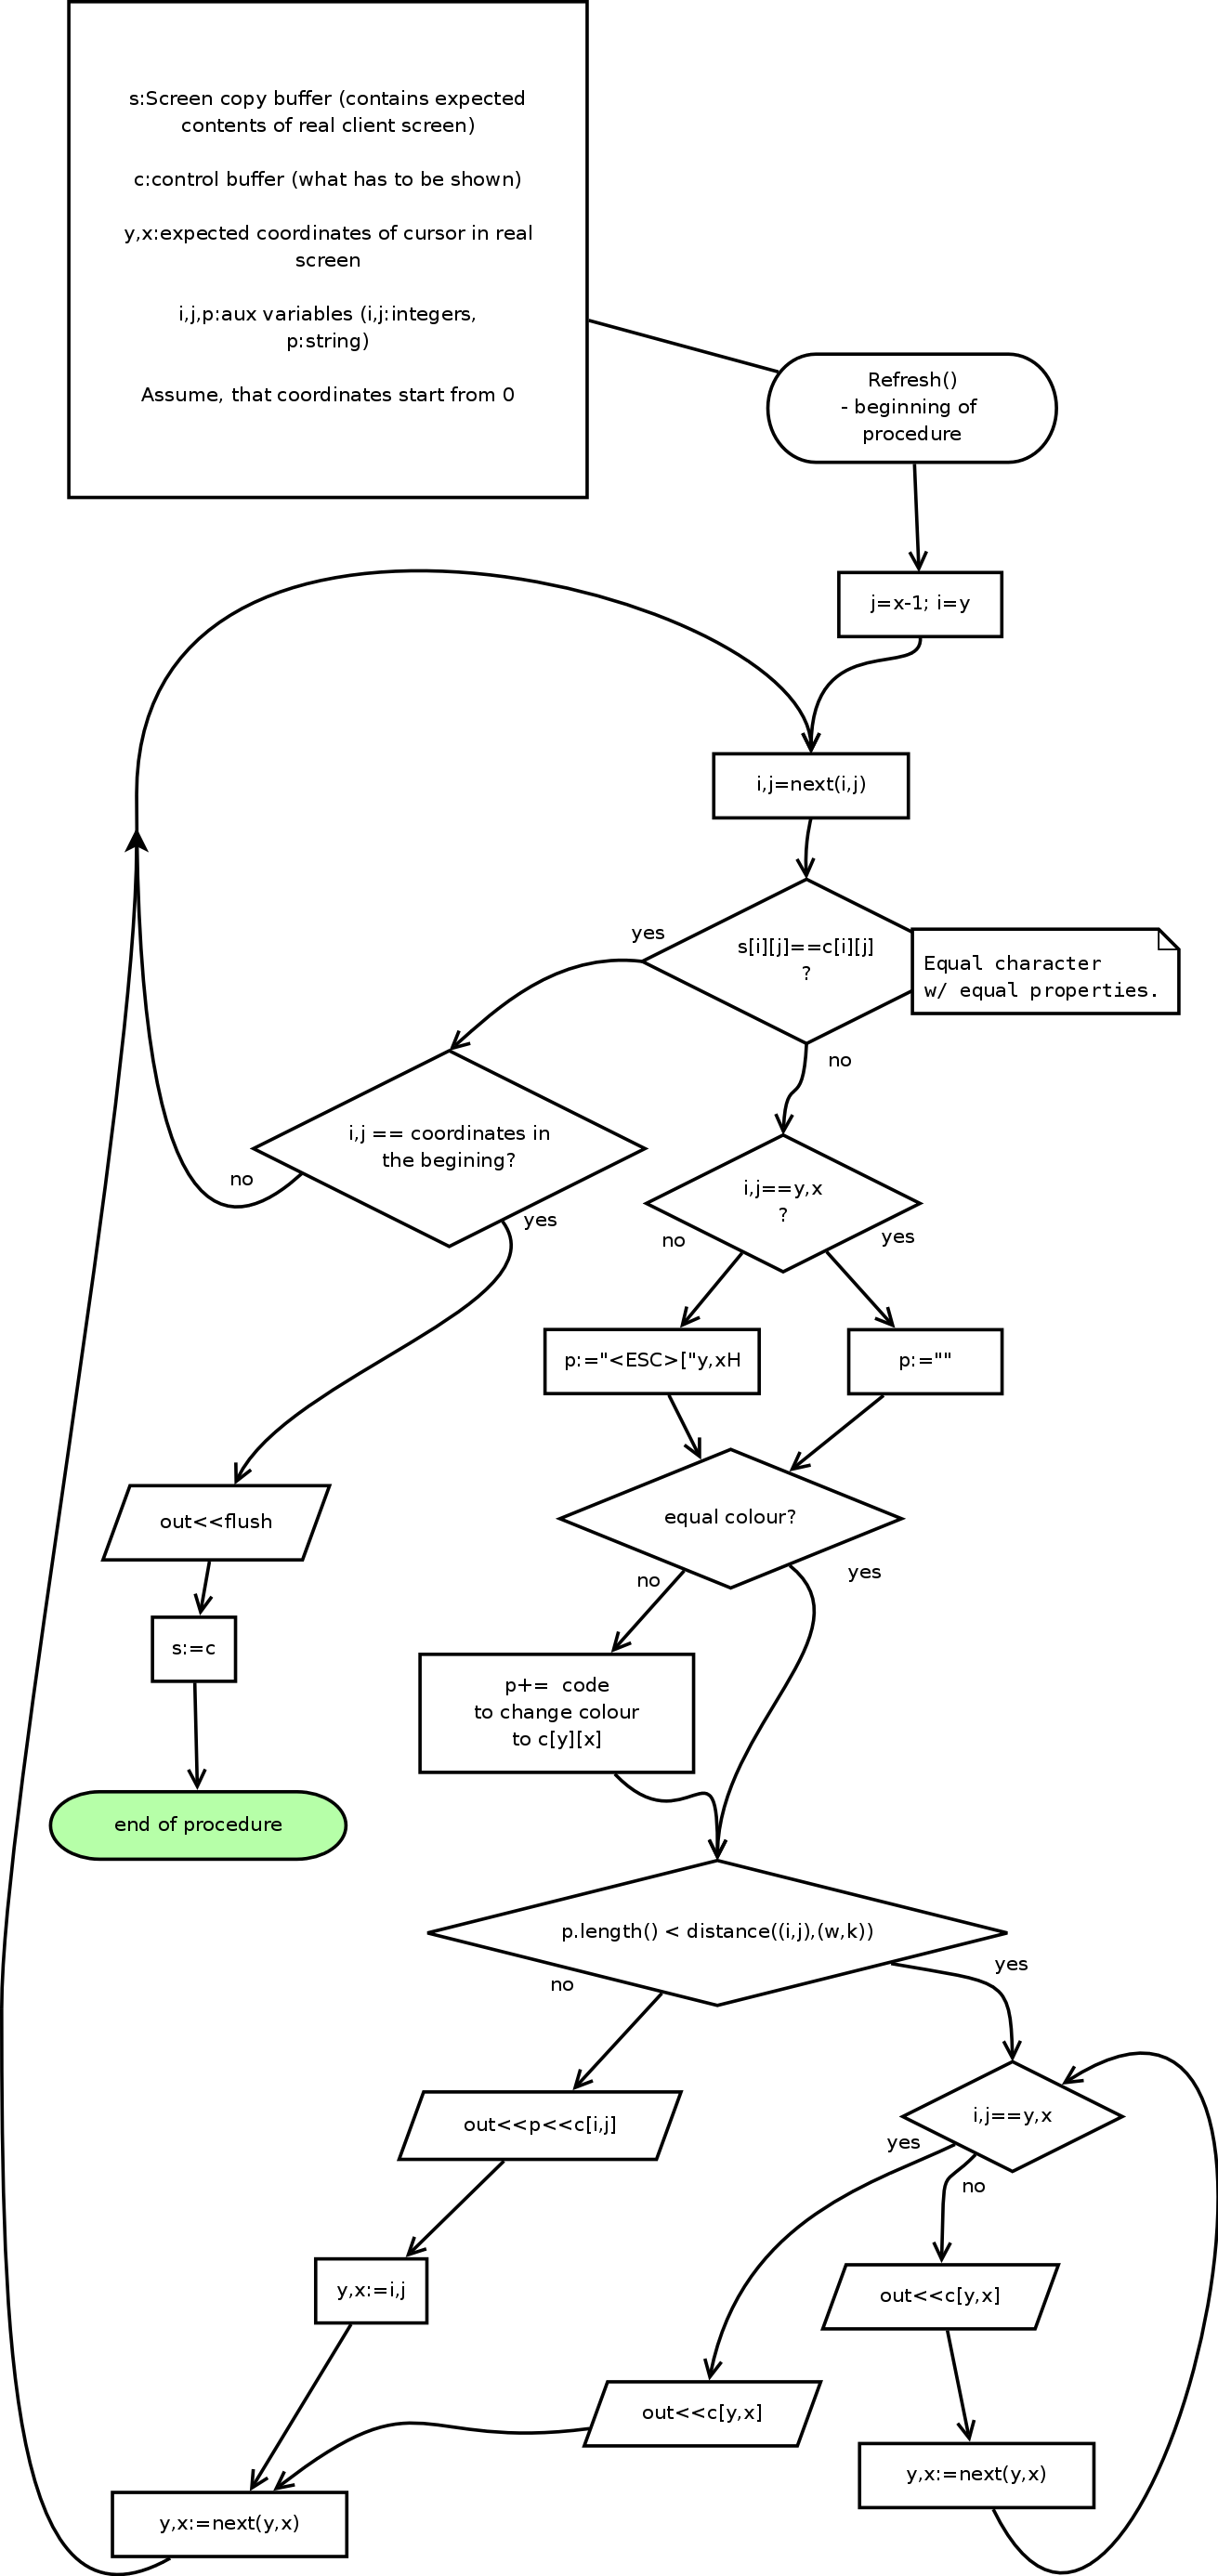 s:Screen copy buffer (contains expected
contents of real client screen)
c:control buffer (what has to be shown)
y,x:expected coordinates of cursor in real
screen
i,j,p:aux variables (i,j:integers,
p:string)
Assume, that coordinates start from 0
Refresh()
- beginning of
procedure
j=x-1; i=y
i,j=next(i,j)
s[i][j]==c[i][j]
?
Equal character
w/ equal properties.
yes
no
i,j == coordinates in
the begining?
no
yes
i,j==y,x
?
no
yes
p:="<ESC>["y,xH
p:=""
equal colour?
no
yes
out<<flush
s:=c
end of procedure
p+=  code
to change colour
to c[y][x]
p.length() < distance((i,j),(w,k))
no
yes
i,j==y,x
yes
no
out<<p<<c[i,j]
y,x:=i,j
out<<c[y,x]
out<<c[y,x]
y,x:=next(y,x)
y,x:=next(y,x)